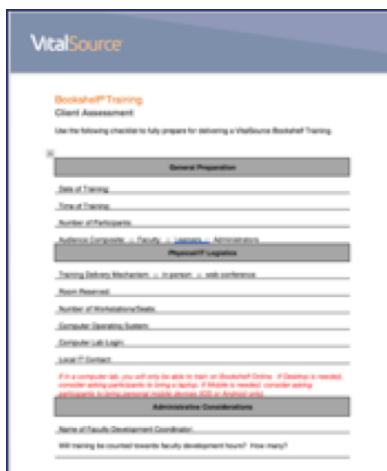 VitalSource
Bookshelf® Training
Client Assessment
Use the following checklist to fully prepare for delivering a VitalSource Bookshelf Training.
General Preparation
Date of Training:
Time of Training:
Number of Participants:
Audience Composite: □ Faculty □ Learners □ Administrators
Physical/IT Logistics
Training Delivery Mechanism: □ in person □ web conference
Room Reserved:
Number of Workstations/Seats:
Computer Operating System:
Computer Lab Login:
Local IT Contact:
If in a computer lab, you will only be able to train on Bookshelf Online. If Desktop is needed,
consider asking participants to bring a laptop. If Mobile is needed, consider asking
participants to bring personal mobile devices (iOS or Android only).
Administrative Considerations
Name of Faculty Development Coordinator:
Will training be counted towards faculty development hours? How many?